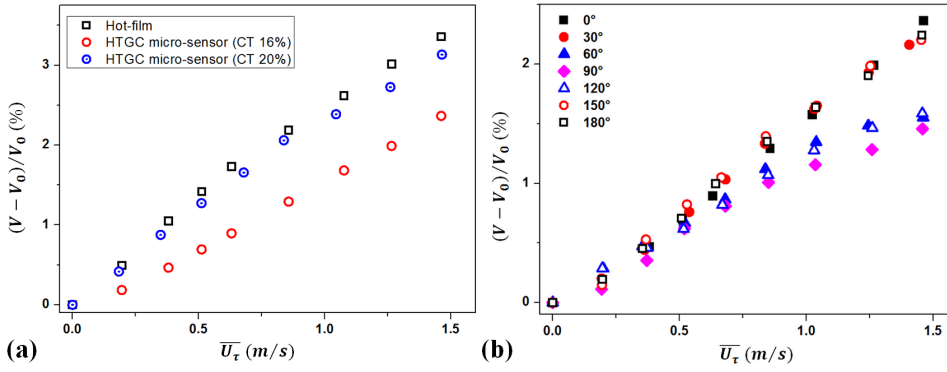 Hot-film
HTGC micro-sensor (CT 16%)
HTGC micro-sensor (CT 20%)
3
2
1
0
(V − V₀)/V₀ (%)
0.0 0.5 1.0 1.5
U̅τ̅ (m/s)
(a)
0°
30°
60°
90°
120°
150°
180°
2
1
0
(V − V₀)/V₀ (%)
0.0 0.5 1.0 1.5
U̅τ̅ (m/s)
(b)